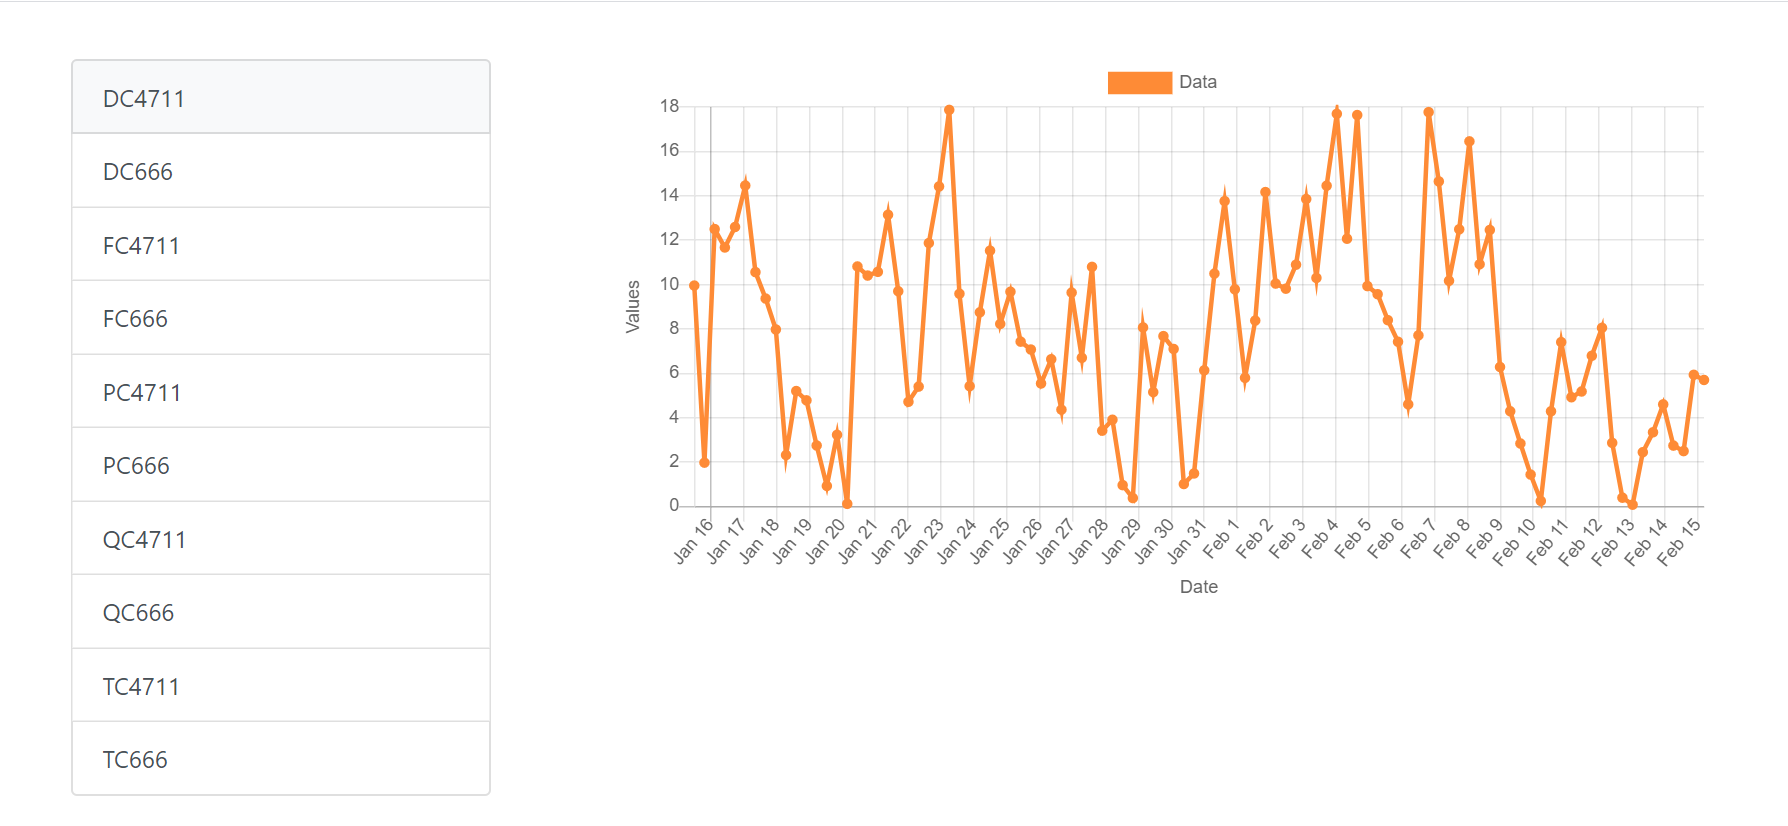 DC4711
DC666
FC4711
FC666
PC4711
PC666
QC4711
QC666
TC4711
TC666
Data
Values
18
16
14
12
10
8
6
4
2
0
Jan 16
Jan 17
Jan 18
Jan 19
Jan 20
Jan 21
Jan 22
Jan 23
Jan 24
Jan 25
Jan 26
Jan 27
Jan 28
Jan 29
Jan 30
Jan 31
Feb 1
Feb 2
Feb 3
Feb 4
Feb 5
Feb 6
Feb 7
Feb 8
Feb 9
Feb 10
Feb 11
Feb 12
Feb 13
Feb 14
Feb 15
Date